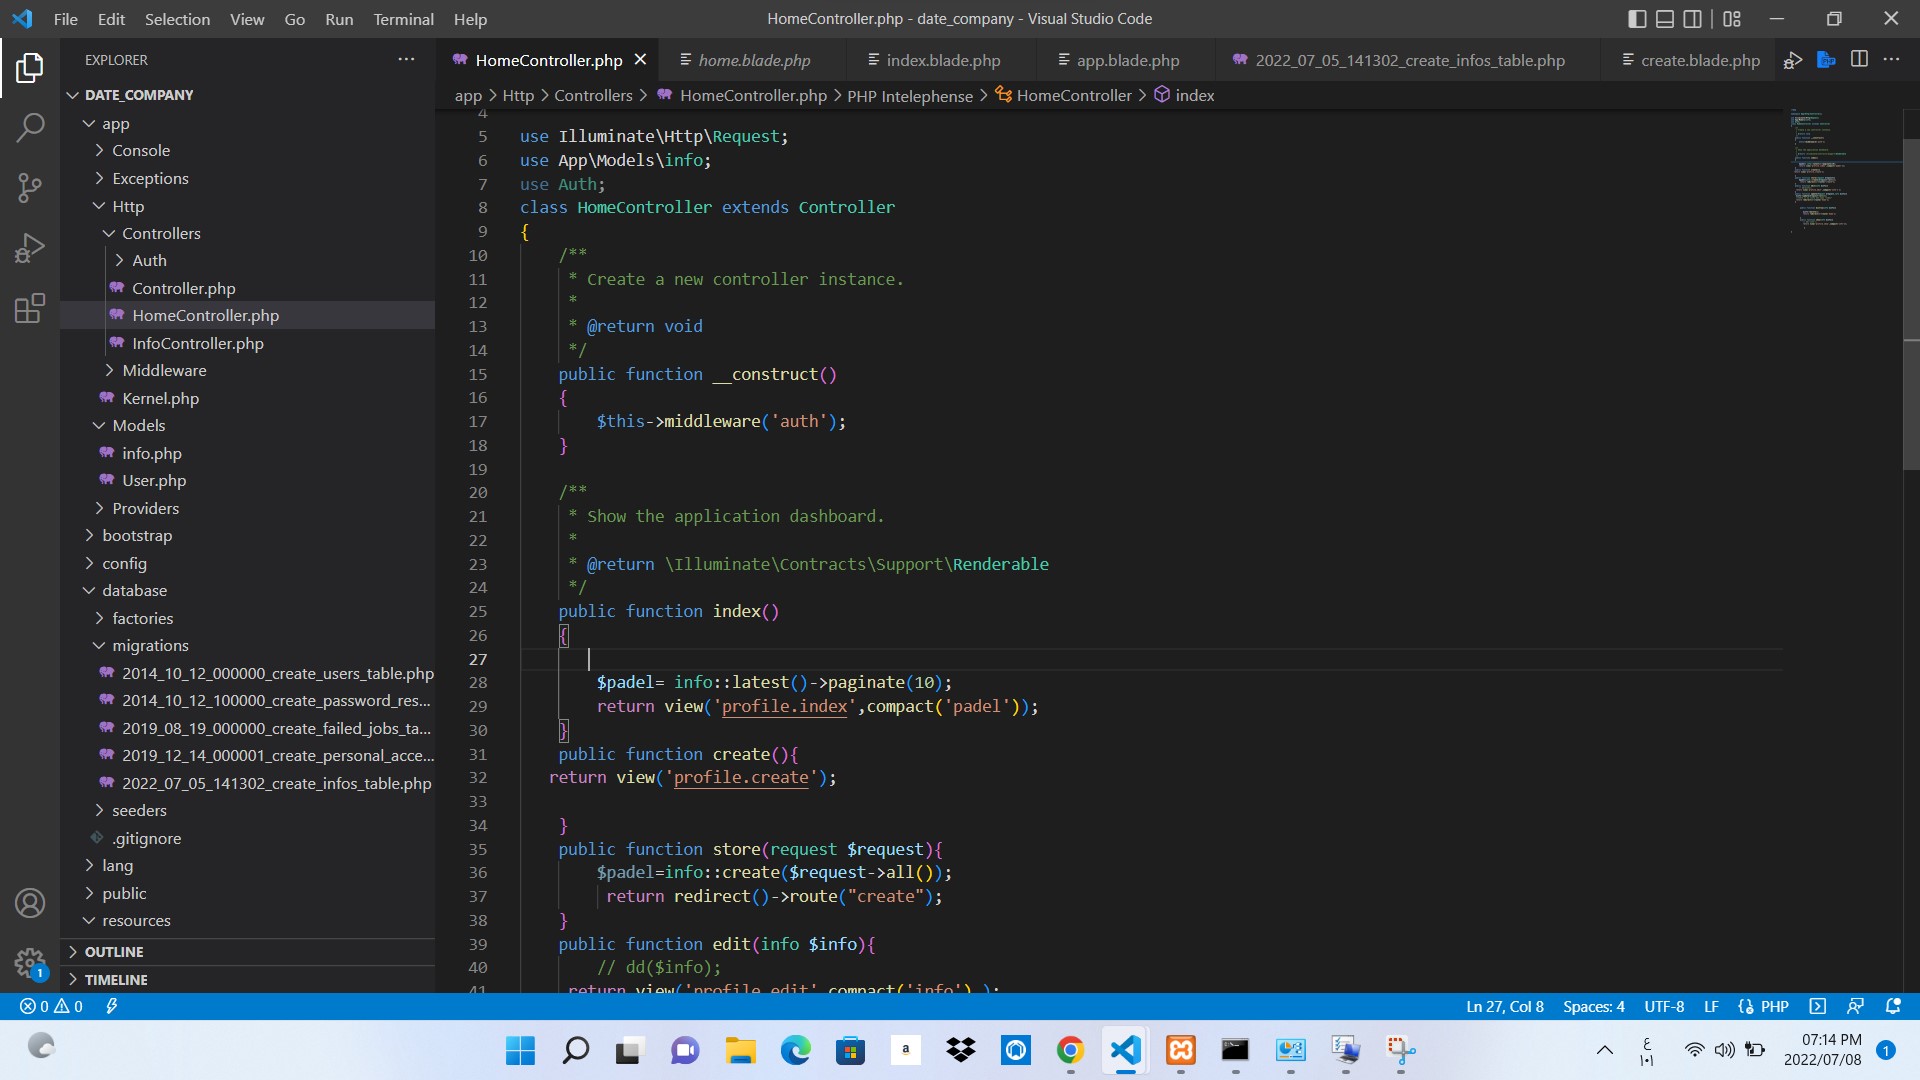 File Edit Selection View Go Run Terminal Help
HomeController.php - date_company - Visual Studio Code
EXPLORER
HomeController.php home.blade.php index.blade.php app.blade.php 2022_07_05_141302_create_infos_table.php create.blade.php
DATE_COMPANY
app
Console
Exceptions
Http
Controllers
Auth
Controller.php
HomeController.php
InfoController.php
Middleware
Kernel.php
Models
info.php
User.php
Providers
bootstrap
config
database
factories
migrations
2014_10_12_000000_create_users_table.php
2014_10_12_100000_create_password_res...
2019_08_19_000000_create_failed_jobs_ta...
2019_12_14_000001_create_personal_acce...
2022_07_05_141302_create_infos_table.php
seeders
.gitignore
lang
public
resources
OUTLINE
TIMELINE
app > Http > Controllers > HomeController.php > PHP Intelephense > HomeController > index
4
5 use Illuminate\Http\Request;
6 use App\Models\info;
7 use Auth;
8 class HomeController extends Controller
9 {
10 /**
11 * Create a new controller instance.
12 *
13 * @return void
14 */
15 public function __construct()
16 {
17 $this->middleware('auth');
18 }
19
20 /**
21 * Show the application dashboard.
22 *
23 * @return \Illuminate\Contracts\Support\Renderable
24 */
25 public function index()
26 {
27
28 $padel= info::latest()->paginate(10);
29 return view('profile.index',compact('padel'));
30 }
31 public function create(){
32 return view('profile.create');
33
34 }
35 public function store(request $request){
36 $padel=info::create($request->all());
37 return redirect()->route("create");
38 }
39 public function edit(info $info){
40 // dd($info);
41 return view('profile.edit',compact('info') );
1
0 0
Ln 27, Col 8 Spaces: 4 UTF-8 LF PHP
a
ع
١٠١
07:14 PM
2022/07/08
1